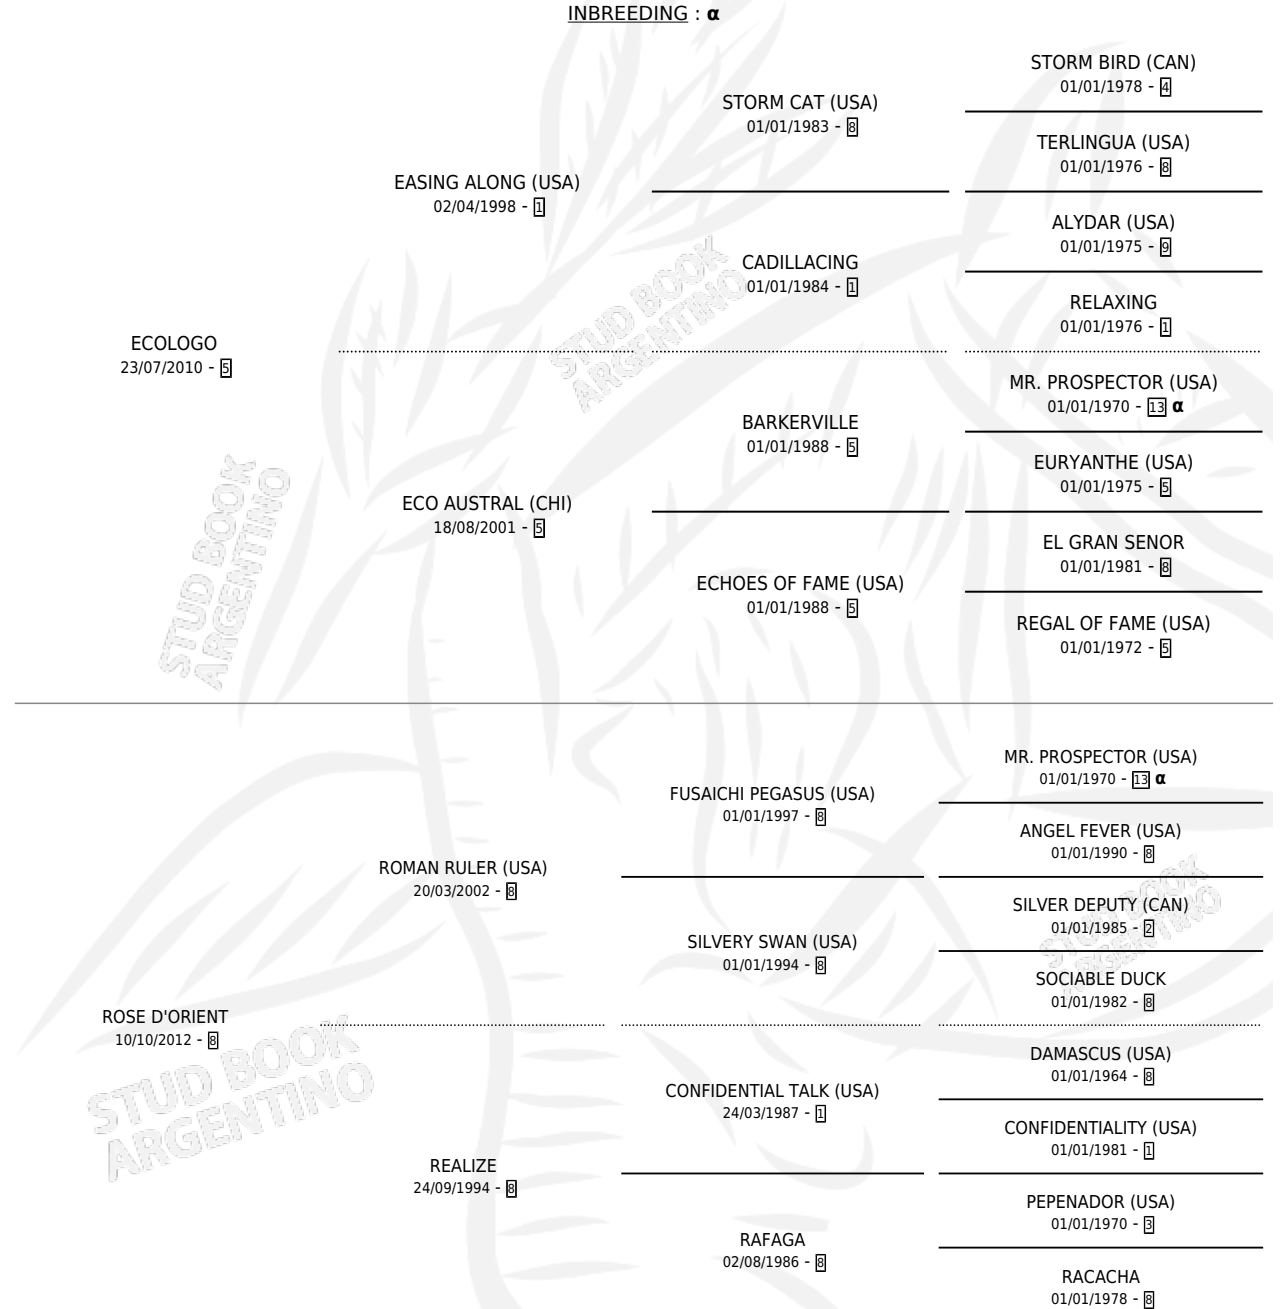 INBREEDING : α
STORM BIRD (CAN)
01/01/1978 - 4
STORM CAT (USA)
01/01/1983 - 8
TERLINGUA (USA)
01/01/1976 - 8
EASING ALONG (USA)
02/04/1998 - 1
ALYDAR (USA)
01/01/1975 - 9
CADILLACING
01/01/1984 - 1
RELAXING
01/01/1976 - 1
ECOLOGO
23/07/2010 - 5
MR. PROSPECTOR (USA)
01/01/1970 - 13 α
BARKERVILLE
01/01/1988 - 5
EURYANTHE (USA)
01/01/1975 - 5
ECO AUSTRAL (CHI)
18/08/2001 - 5
EL GRAN SENOR
01/01/1981 - 8
ECHOES OF FAME (USA)
01/01/1988 - 5
REGAL OF FAME (USA)
01/01/1972 - 5
MR. PROSPECTOR (USA)
01/01/1970 - 13 α
FUSAICHI PEGASUS (USA)
01/01/1997 - 8
ANGEL FEVER (USA)
01/01/1990 - 8
ROMAN RULER (USA)
20/03/2002 - 8
SILVER DEPUTY (CAN)
01/01/1985 - 2
SILVERY SWAN (USA)
01/01/1994 - 8
SOCIABLE DUCK
01/01/1982 - 8
ROSE D'ORIENT
10/10/2012 - 8
DAMASCUS (USA)
01/01/1964 - 8
CONFIDENTIAL TALK (USA)
24/03/1987 - 1
CONFIDENTIALITY (USA)
01/01/1981 - 1
REALIZE
24/09/1994 - 8
PEPENADOR (USA)
01/01/1970 - 3
RAFAGA
02/08/1986 - 8
RACACHA
01/01/1978 - 8
STUD BOOK
ARGENTINO
STUD BOOK
ARGENTINO
STUD BOOK
ARGENTINO
STUD BOOK
ARGENTINO